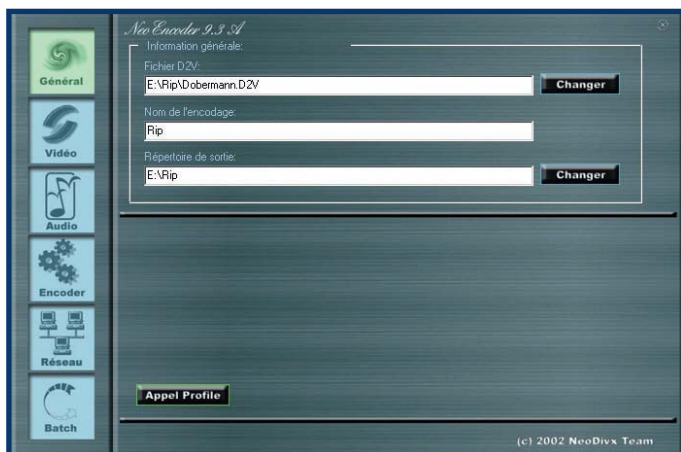 Neo Encoder 9.3 A
Information générale:
Fichier D2V:
E:\Rip\Dobermann.D2V
Changer
Nom de l'encodage:
Rip
Répertoire de sortie:
E:\Rip
Changer
Général
Vidéo
Audio
Encoder
Réseau
Batch
Appel Profile
(c) 2002 NeoDivx Team